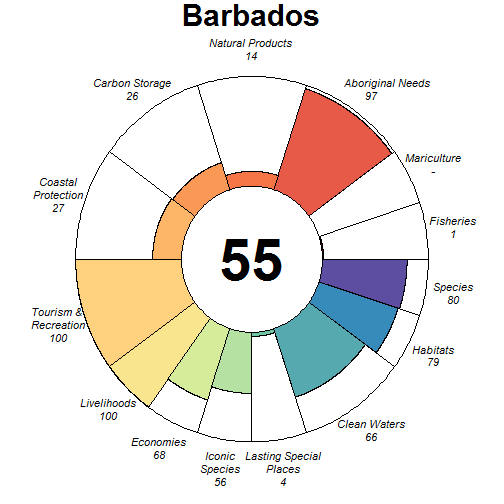 Barbados
Natural Products
14
Carbon Storage
26
Aboriginal Needs
97
Mariculture
-
Coastal
Protection
27
Fisheries
1
55
Species
80
Tourism &
Recreation
100
Habitats
79
Livelihoods
100
Clean Waters
66
Economies
68
Iconic
Species
56
Lasting Special
Places
4